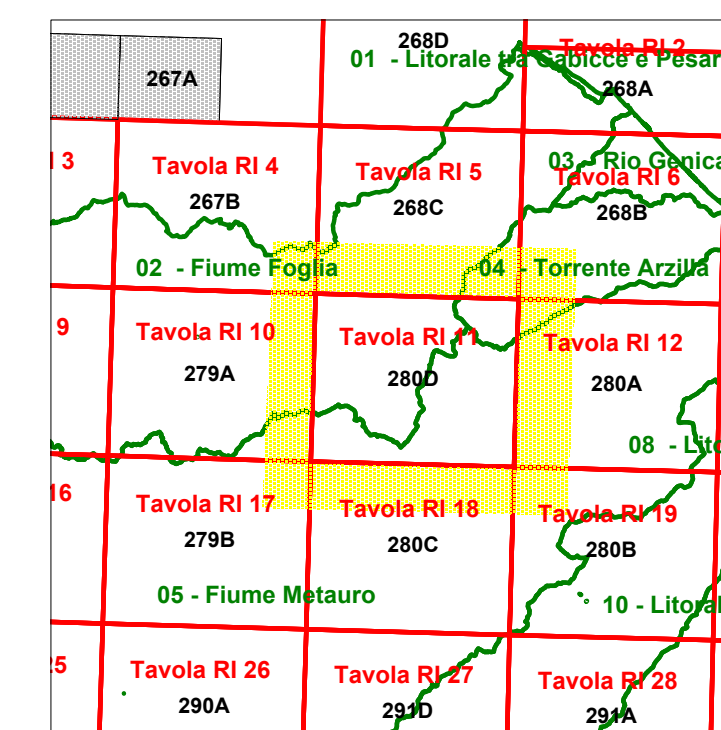 268D
01 - Litorale tra Gabicce e Pesar
Tavola RI 2
267A
268A
13
Tavola RI 4
Tavola RI 5
03 - Rio Genica
Tavola RI 6
267B
268C
268B
02 - Fiume Foglia
04 - Torrente Arzilla
9
Tavola RI 10
Tavola RI 11
Tavola RI 12
279A
280D
280A
08 - Lito
16
Tavola RI 17
Tavola RI 18
Tavola RI 19
279B
280C
280B
05 - Fiume Metauro
10 - Litoral
25
Tavola RI 26
Tavola RI 27
Tavola RI 28
290A
291D
291A